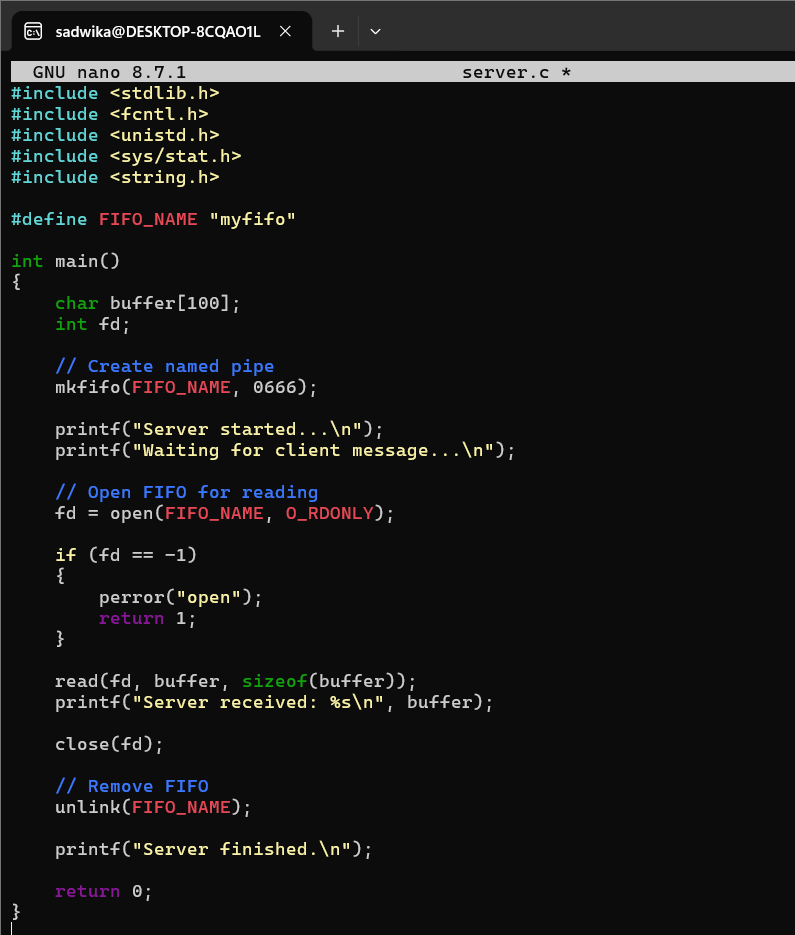 sadwika@DESKTOP-8CQAO1L
GNU nano 8.7.1 server.c *
#include <stdlib.h>
#include <fcntl.h>
#include <unistd.h>
#include <sys/stat.h>
#include <string.h>

#define FIFO_NAME "myfifo"

int main()
{
    char buffer[100];
    int fd;

    // Create named pipe
    mkfifo(FIFO_NAME, 0666);

    printf("Server started...\n");
    printf("Waiting for client message...\n");

    // Open FIFO for reading
    fd = open(FIFO_NAME, O_RDONLY);

    if (fd == -1)
    {
        perror("open");
        return 1;
    }

    read(fd, buffer, sizeof(buffer));
    printf("Server received: %s\n", buffer);

    close(fd);

    // Remove FIFO
    unlink(FIFO_NAME);

    printf("Server finished.\n");

    return 0;
}